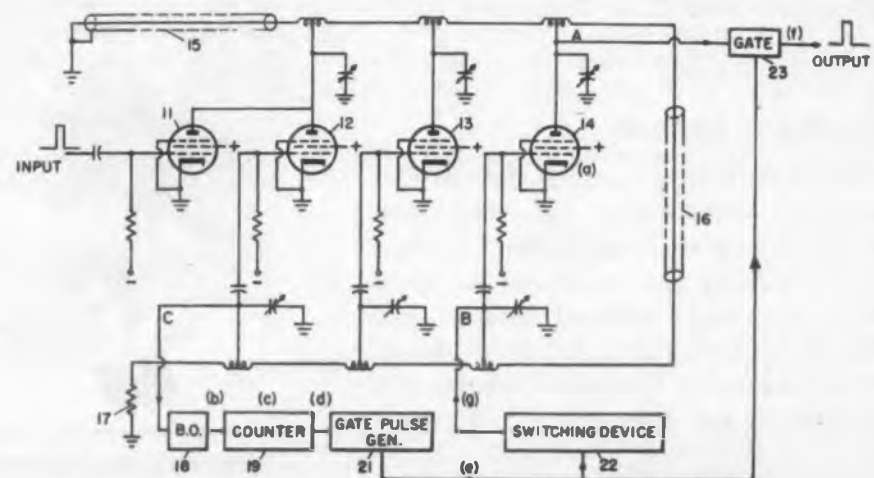 15
A
GATE
(f)
23
OUTPUT
INPUT
11
12
13
14
+
+
+
+
(a)
16
-
-
-
-
C
B
17
(b)
(c)
(d)
(g)
B.O.
COUNTER
GATE PULSE
GEN.
SWITCHING DEVICE
18
19
21
22
(e)